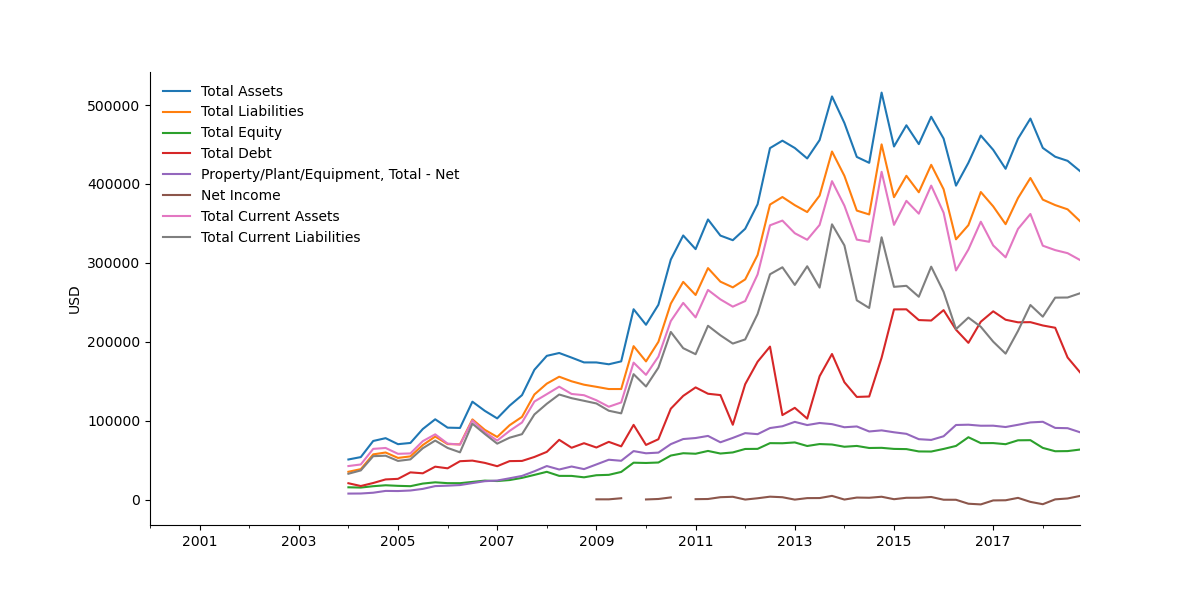 Total Assets
Total Liabilities
Total Equity
Total Debt
Property/Plant/Equipment, Total - Net
Net Income
Total Current Assets
Total Current Liabilities
USD
500000
400000
300000
200000
100000
0
2001 2003 2005 2007 2009 2011 2013 2015 2017